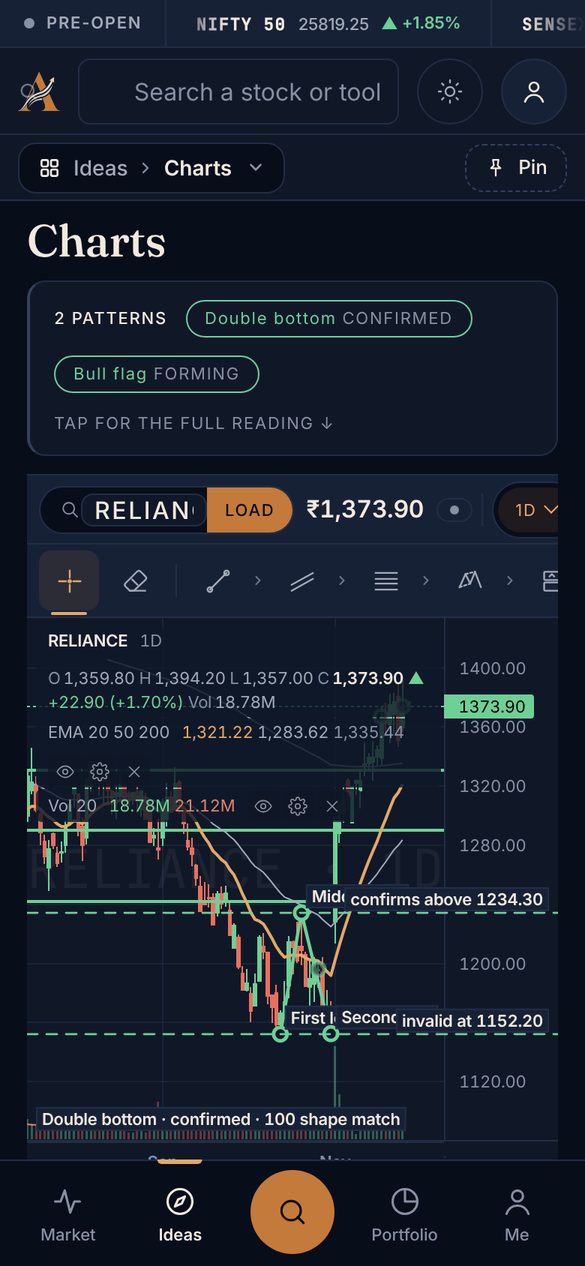 PRE-OPEN NIFTY 50 25819.25 ▲ +1.85% SENSEX
Search a stock or tool
Ideas › Charts
Pin
Charts
2 PATTERNS Double bottom CONFIRMED
Bull flag FORMING
TAP FOR THE FULL READING ↓
RELIAN LOAD ₹1,373.90 1D
RELIANCE 1D
O 1,359.80 H 1,394.20 L 1,357.00 C 1,373.90 ▲
+22.90 (+1.70%) Vol 18.78M
EMA 20 50 200 1,321.22 1,283.62 1,335.44
Vol 20 18.78M 21.12M
1400.00
1373.90
1360.00
1320.00
1280.00
RELIANCE · 1D
confirms above 1234.30
1200.00
First Second invalid at 1152.20
1120.00
Double bottom · confirmed · 100 shape match
Market
Ideas
Portfolio
Me